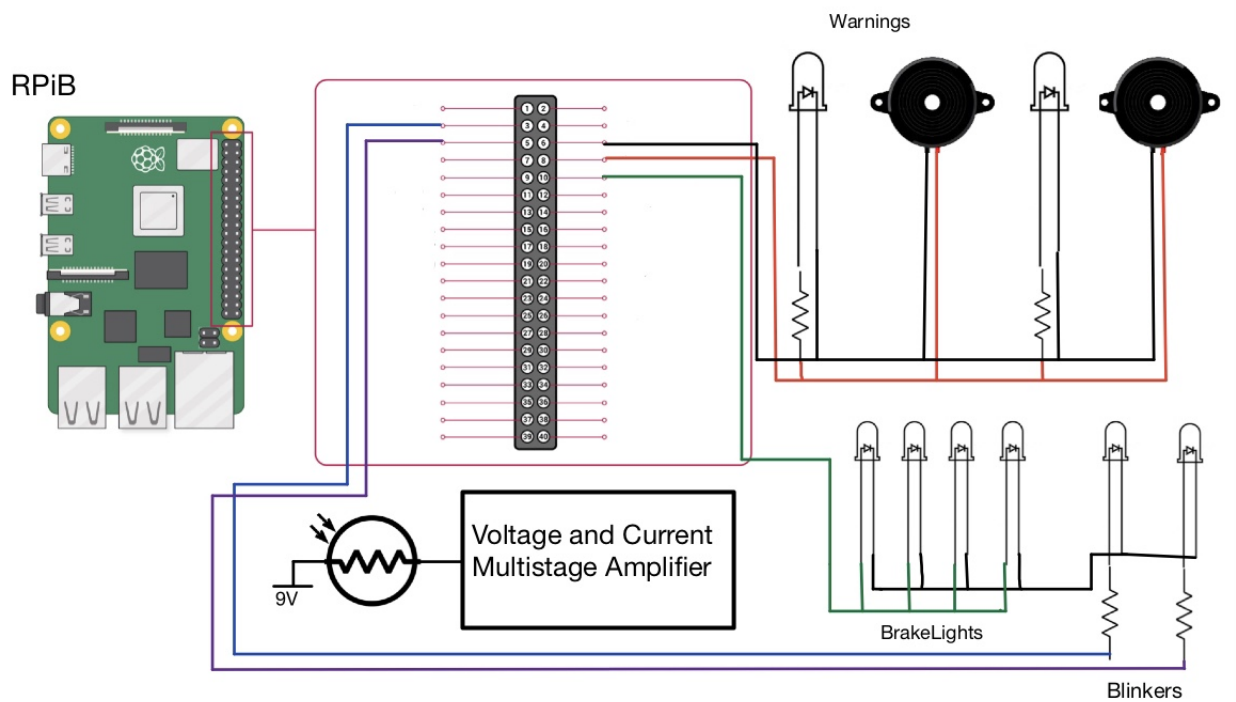 Warnings
RPiB
1 2
3 4
5 6
7 8
9 10
11 12
13 14
15 16
17 18
19 20
21 22
23 24
25 26
27 28
29 30
31 32
33 34
35 36
37 38
39 40
Voltage and Current
Multistage Amplifier
9V
BrakeLights
Blinkers